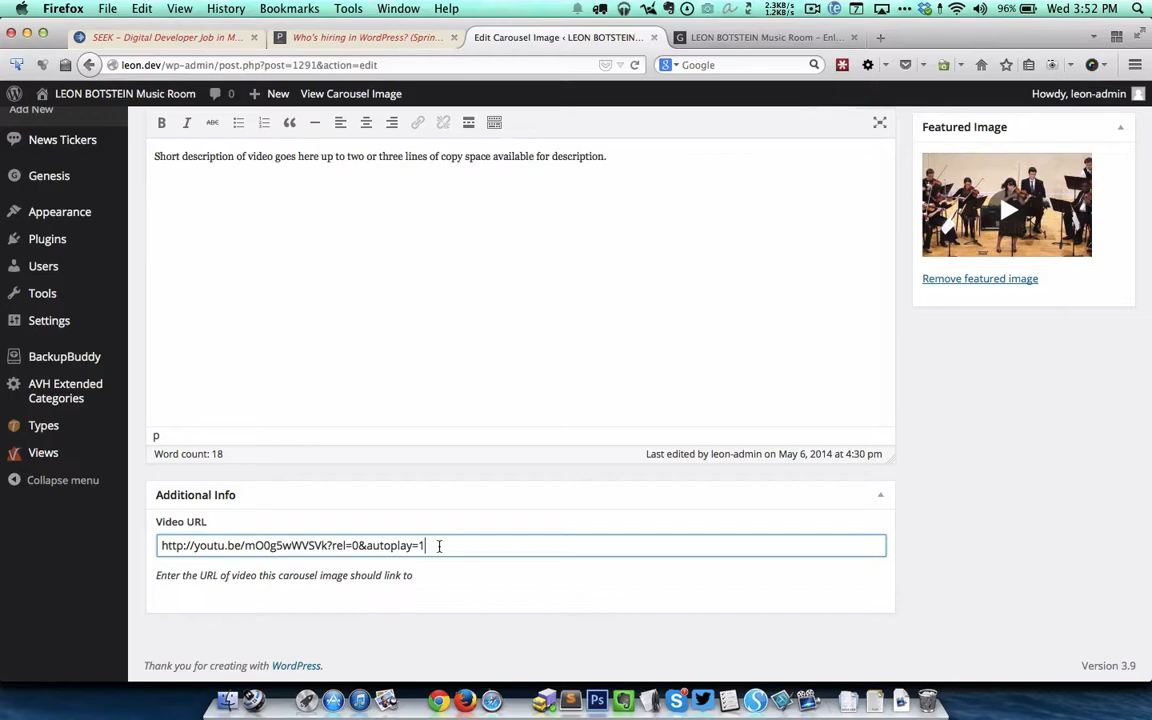 Firefox File Edit View History Bookmarks Tools Window Help 2.3KB/s 1.2KB/s 96% Wed 3:52 PM
SEEK – Digital Developer Job in M... Who's hiring in WordPress? (Sprin... Edit Carousel Image ‹ LEON BOTSTEIN... LEON BOTSTEIN Music Room – Enl...
leon.dev/wp-admin/post.php?post=1291&action=edit Google
LEON BOTSTEIN Music Room 0 New View Carousel Image Howdy, leon-admin
Add New
News Tickers
Genesis
Appearance
Plugins
Users
Tools
Settings
BackupBuddy
AVH Extended
Categories
Types
Views
Collapse menu
B I ABC
Short description of video goes here up to two or three lines of copy space available for description.
p
Word count: 18 Last edited by leon-admin on May 6, 2014 at 4:30 pm
Additional Info
Video URL
http://youtu.be/mO0g5wWVSVk?rel=0&autoplay=1
Enter the URL of video this carousel image should link to
Featured Image
Remove featured image
Thank you for creating with WordPress. Version 3.9